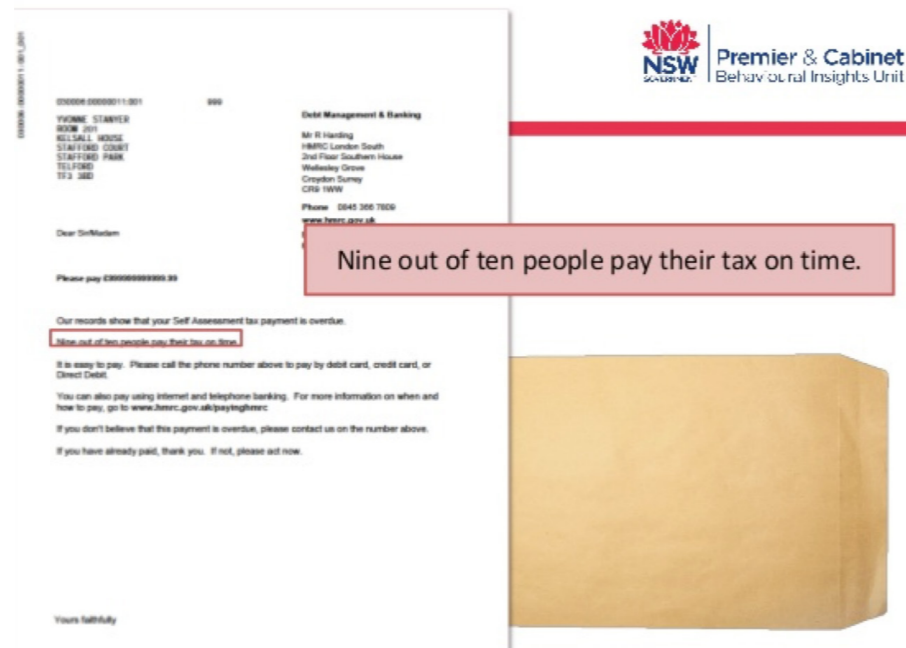 NSW
GOVERNMENT
Premier & Cabinet
Behavioural Insights Unit
030006:00000011:001 999
YVONNE STANYER
ROOM 201
KELSALL HOUSE
STAFFORD COURT
STAFFORD PARK
TELFORD
TF3 3BD
Debt Management & Banking
Mr R Harding
HMRC London South
2nd Floor Southern House
Wellesley Grove
Croydon Surrey
CR9 1WW
Phone 0845 366 7809
www.hmrc.gov.uk
Dear Sir/Madam
Nine out of ten people pay their tax on time.
Please pay £999999999999.99
Our records show that your Self Assessment tax payment is overdue.
Nine out of ten people pay their tax on time.
It is easy to pay. Please call the phone number above to pay by debit card, credit card, or
Direct Debit.
You can also pay using internet and telephone banking. For more information on when and
how to pay, go to www.hmrc.gov.uk/payinghmrc
If you don't believe that this payment is overdue, please contact us on the number above.
If you have already paid, thank you. If not, please act now.
Yours faithfully